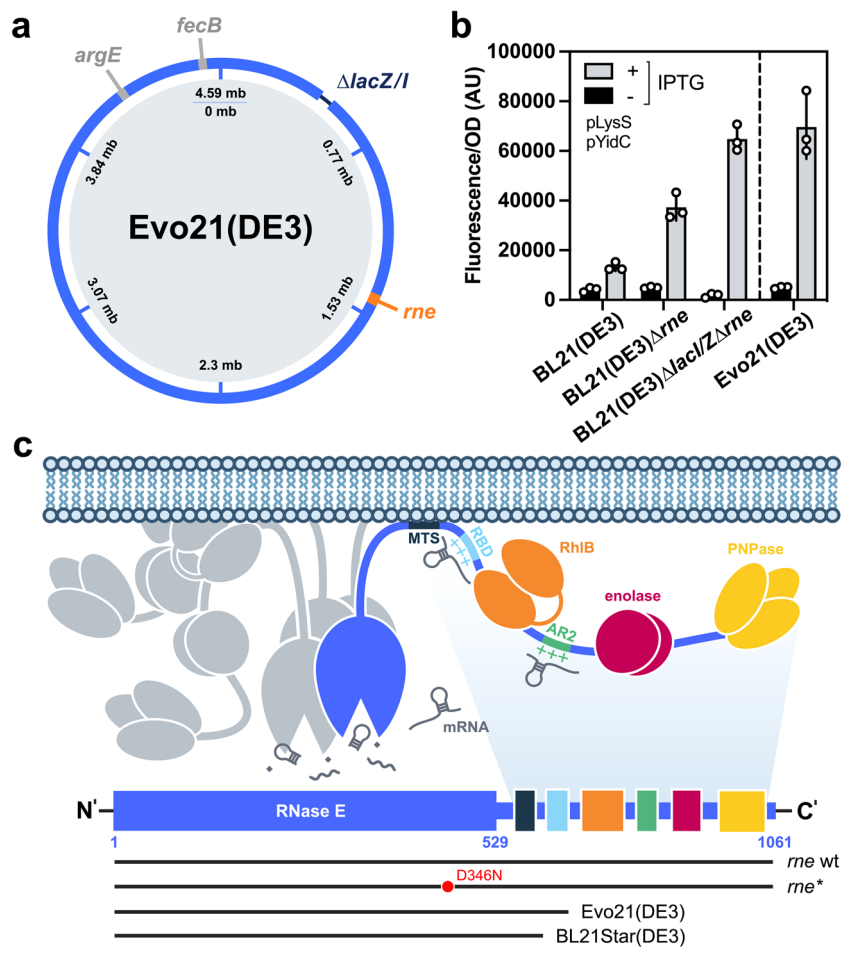 a
fecB
argE
ΔlacZ/I
4.59 mb
0 mb
0.77 mb
3.84 mb
Evo21(DE3)
3.07 mb
1.53 mb
rne
2.3 mb
b
Fluorescence/OD (AU)
100000
80000
60000
40000
20000
0
+
-
IPTG
pLysS
pYidC
BL21(DE3)
BL21(DE3)Δrne
BL21(DE3)ΔlacI/ZΔrne
Evo21(DE3)
c
MTS
RBD
+++
RhlB
PNPase
enolase
AR2
+++
mRNA
N'
RNase E
C'
1
529
1061
rne wt
D346N
rne*
Evo21(DE3)
BL21Star(DE3)